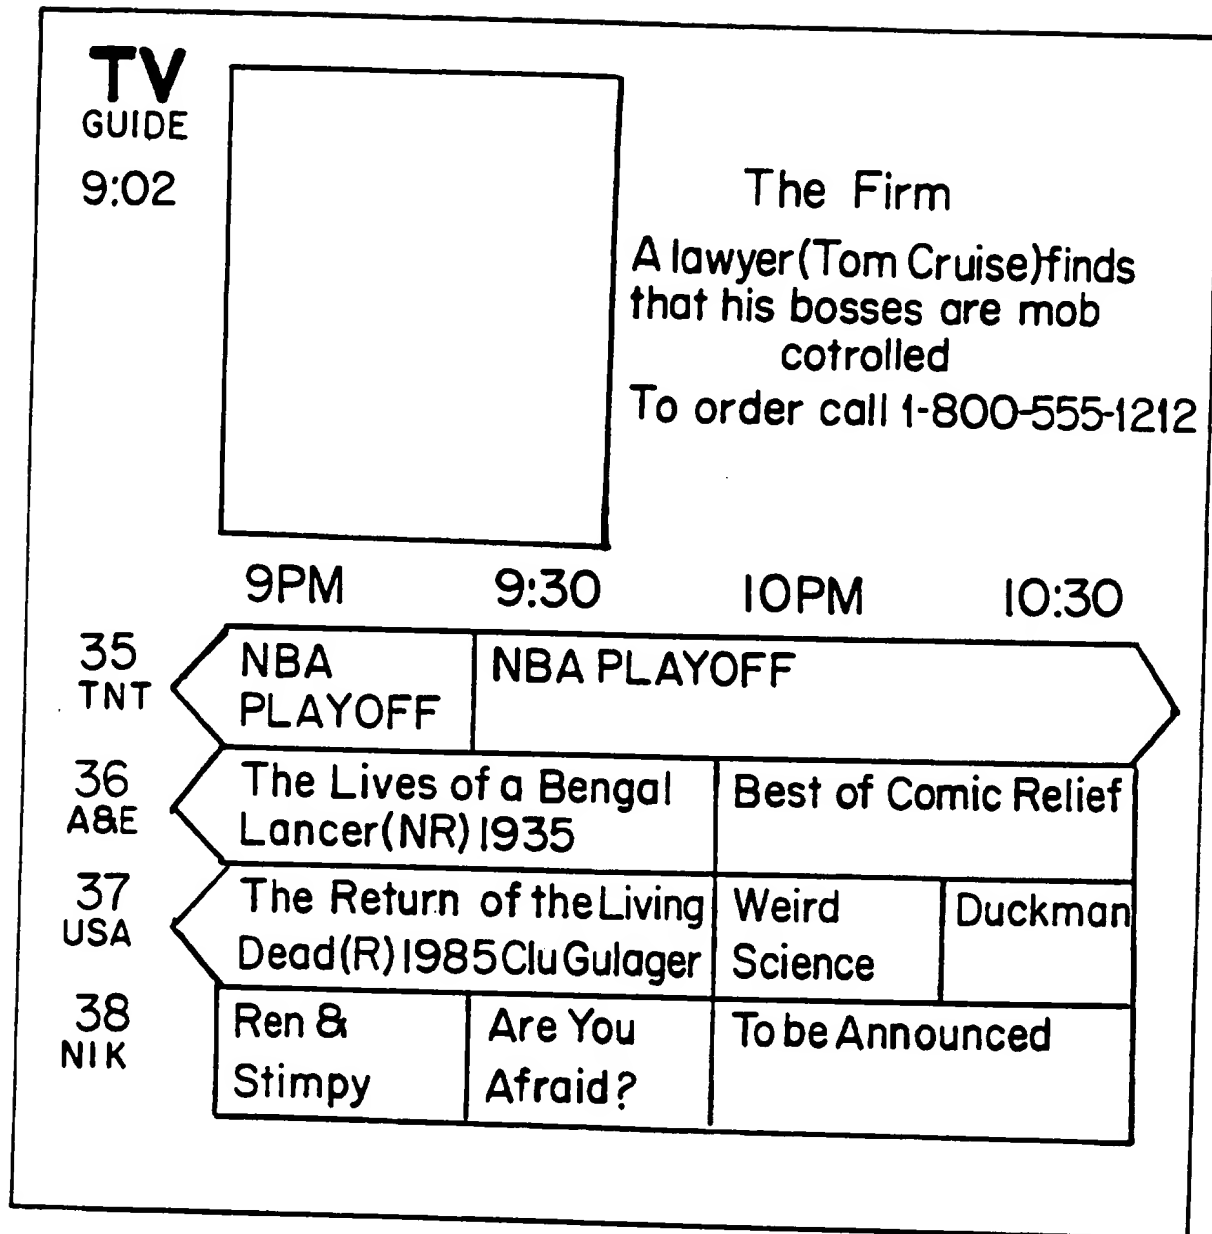 TV
GUIDE
9:02
The Firm
A lawyer (Tom Cruise) finds
that his bosses are mob
cotrolled
To order call 1-800-555-1212
9PM 9:30 10PM 10:30
35
TNT
NBA
PLAYOFF
NBA PLAYOFF
36
A&E
The Lives of a Bengal
Lancer (NR) 1935
Best of Comic Relief
37
USA
The Return of the Living
Dead (R) 1985 Clu Gulager
Weird
Science
Duckman
38
NIK
Ren &
Stimpy
Are You
Afraid?
To be Announced